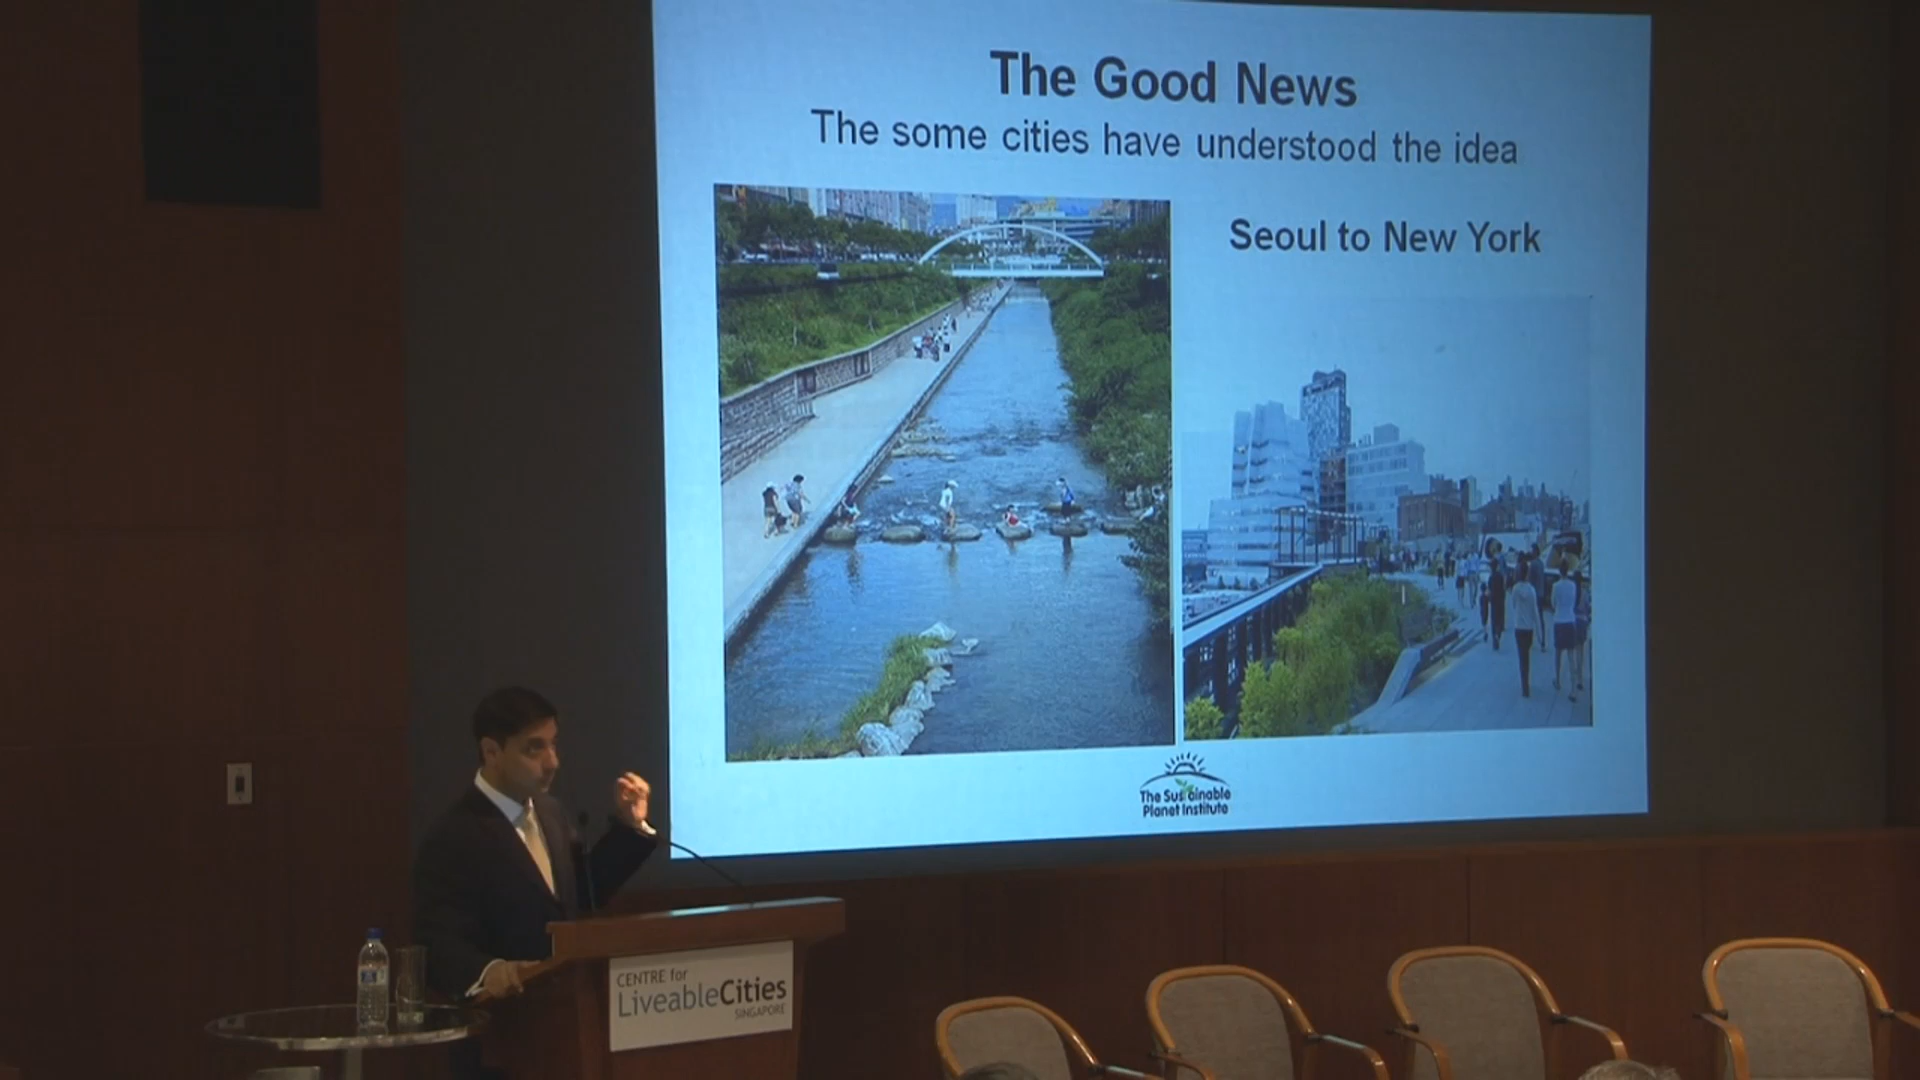 The Good News
The some cities have understood the idea
Seoul to New York
The Sustainable
Planet Institute
CENTRE for
LiveableCities
SINGAPORE